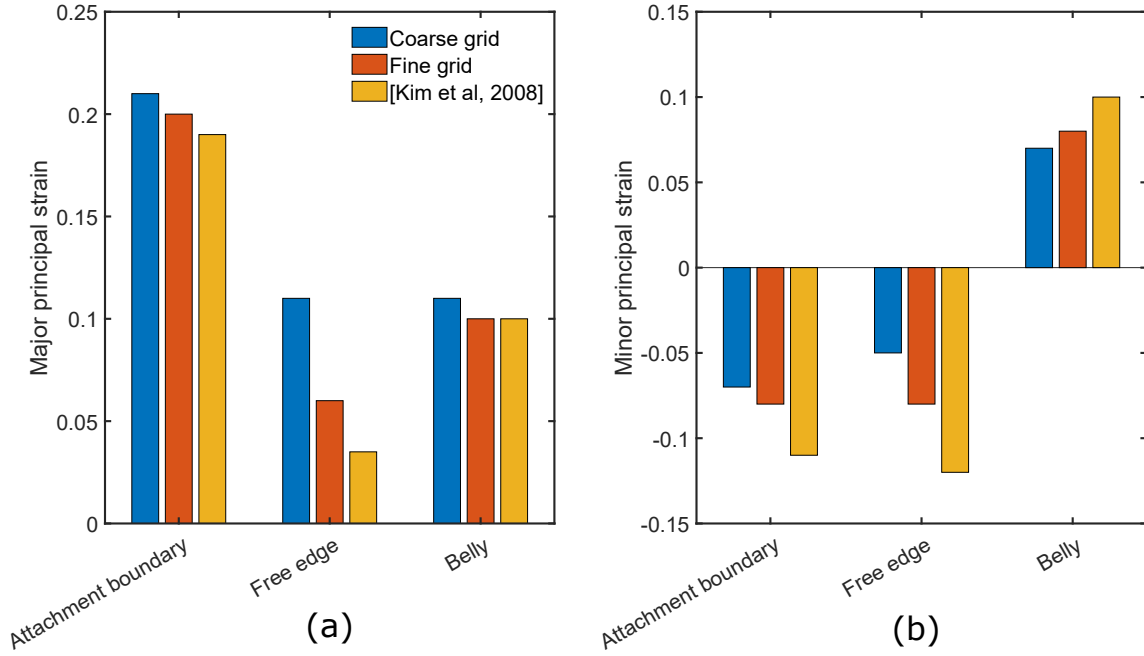 0.25
0.2
0.15
0.1
0.05
0
Major principal strain
Coarse grid
Fine grid
[Kim et al, 2008]
Attachment boundary
Free edge
Belly
(a)
0.15
0.1
0.05
0
-0.05
-0.1
-0.15
Minor principal strain
Attachment boundary
Free edge
Belly
(b)